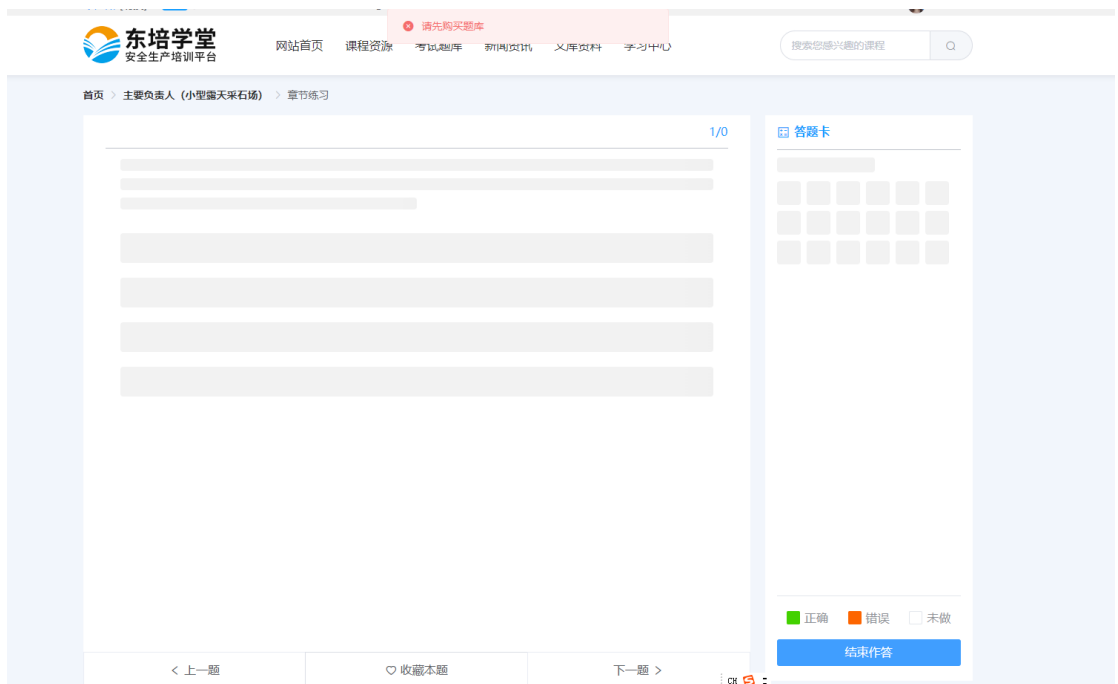 请先购买题库
东培学堂
安全生产培训平台
网站首页 课程资源 考试题库 新闻资讯 文库资料 学习中心
搜索您感兴趣的课程
首页 > 主要负责人（小型露天采石场） > 章节练习
1/0
答题卡
正确 错误 未做
结束作答
< 上一题
收藏本题
下一题 >
CH